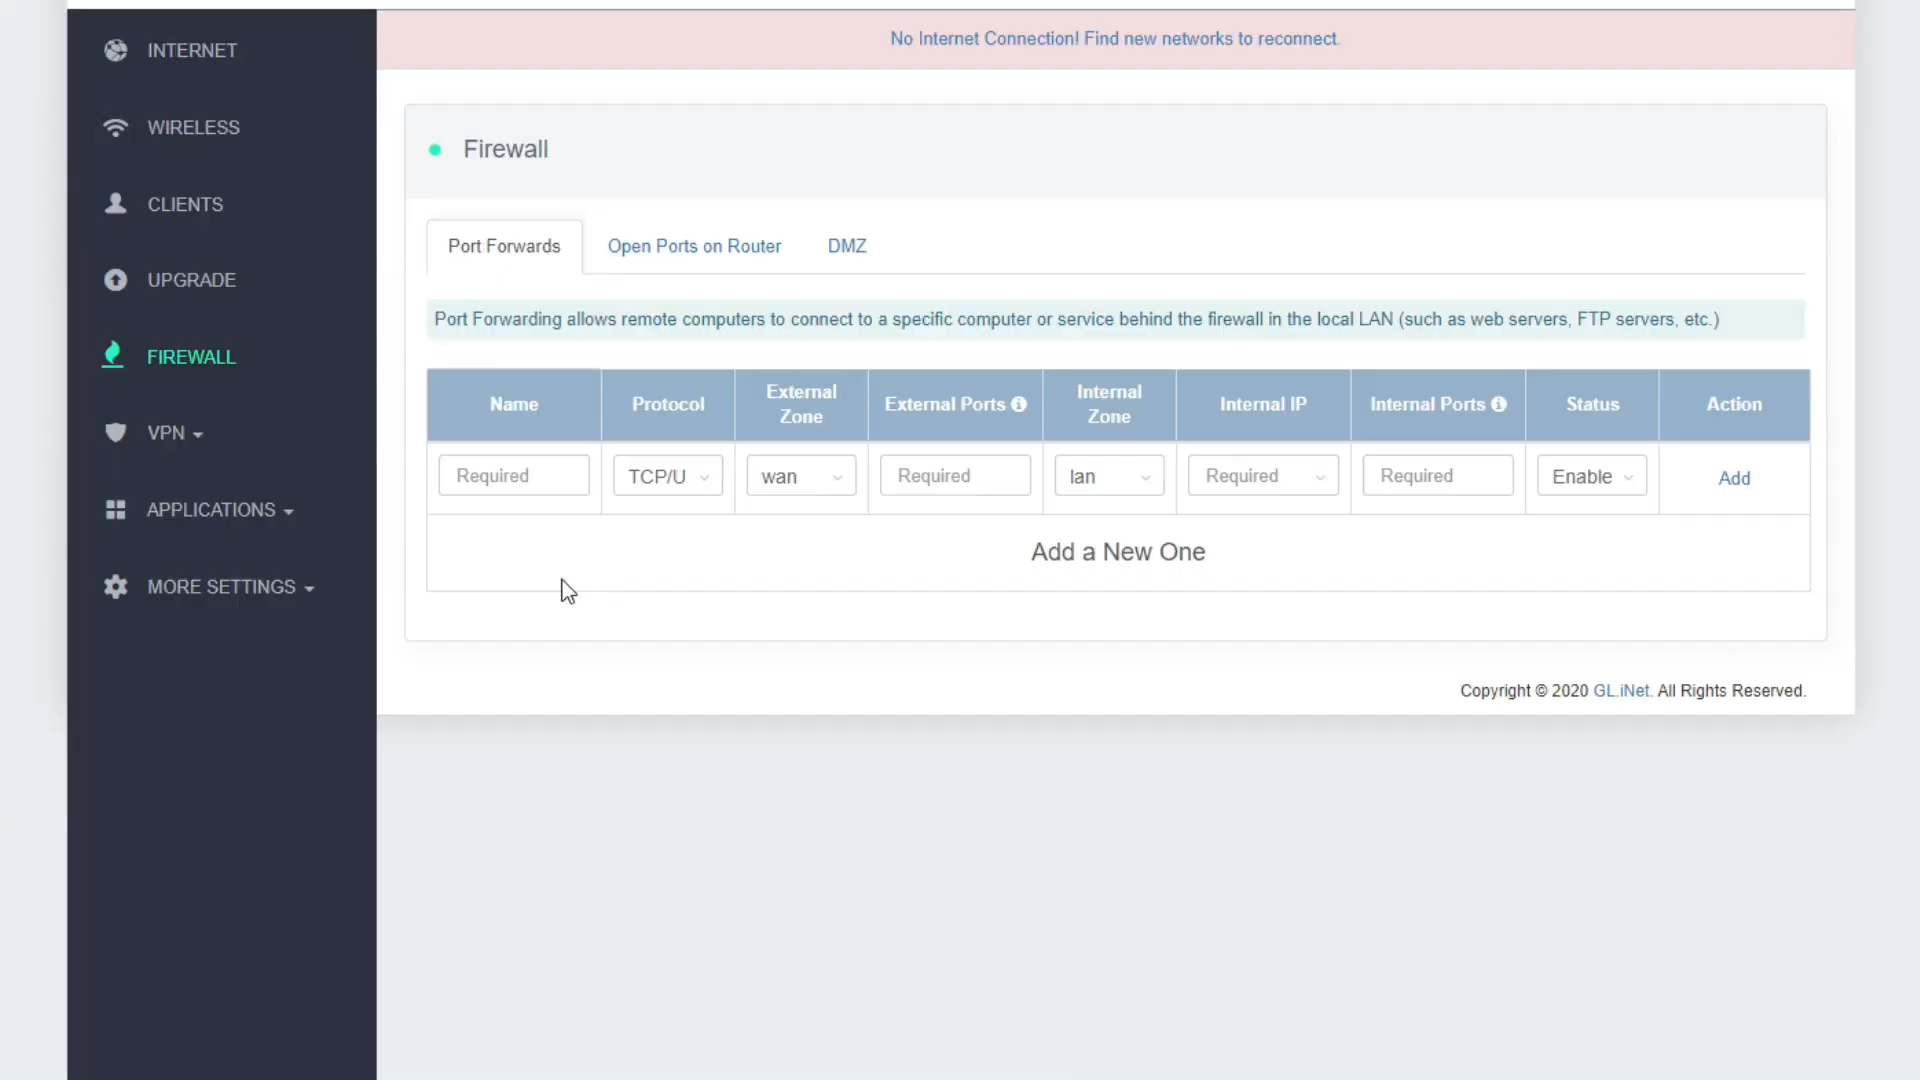 INTERNET
WIRELESS
CLIENTS
UPGRADE
FIREWALL
VPN
APPLICATIONS
MORE SETTINGS
No Internet Connection! Find new networks to reconnect.
Firewall
Port Forwards Open Ports on Router DMZ
Port Forwarding allows remote computers to connect to a specific computer or service behind the firewall in the local LAN (such as web servers, FTP servers, etc.)
Name Protocol External Zone External Ports Internal Zone Internal IP Internal Ports Status Action
Required TCP/U wan Required lan Required Required Enable Add
Add a New One
Copyright © 2020 GL.iNet. All Rights Reserved.